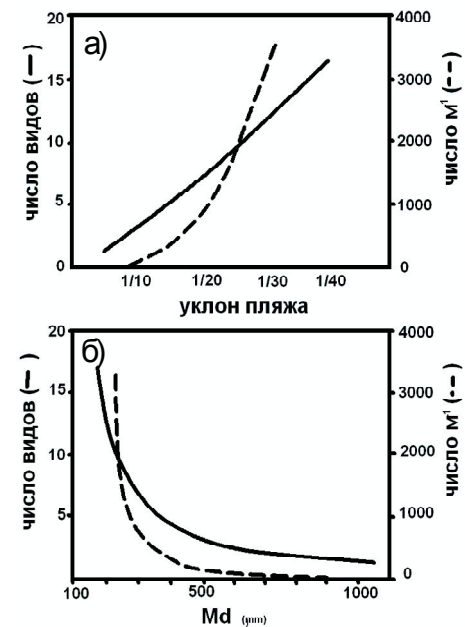 а)
20
15
10
5
0
число видов (—)
4000
3000
2000
1000
0
число м¹ (--)
1/10 1/20 1/30 1/40
уклон пляжа
б)
20
15
10
5
число видов (—)
4000
3000
2000
1000
0
число м¹ (--)
100 500 1000
Md (µm)